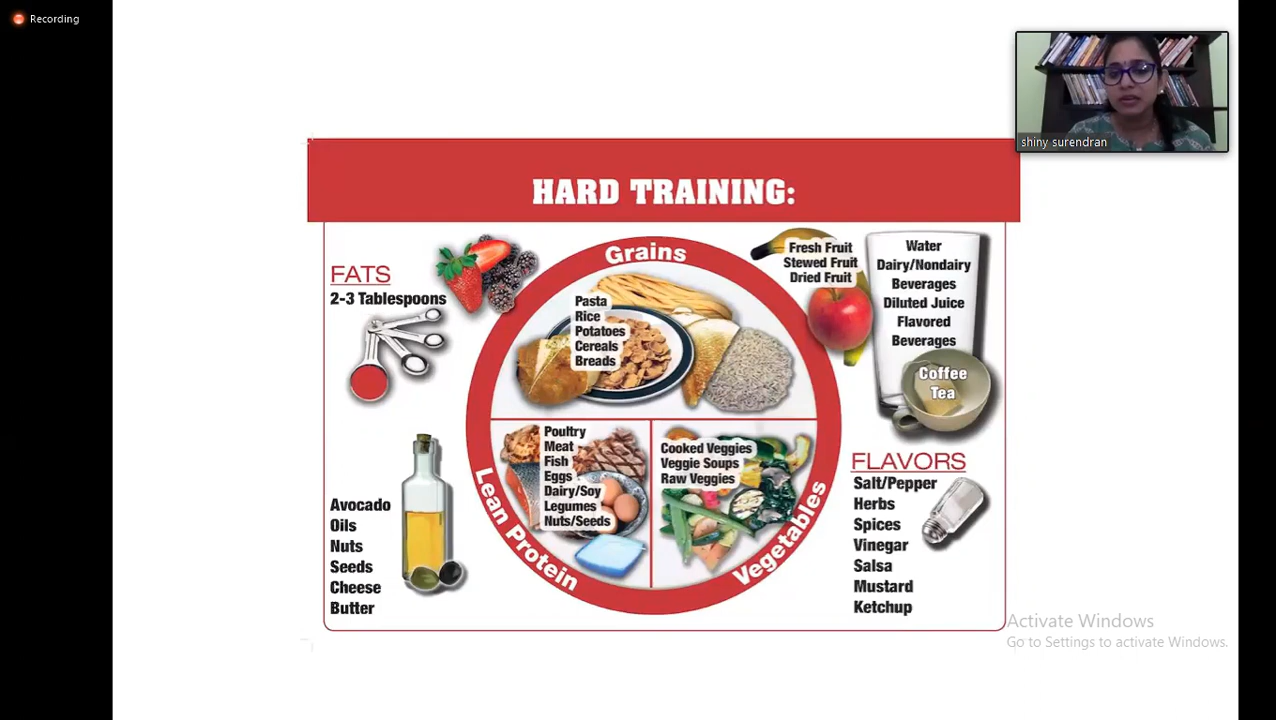 Recording
shiny surendran
HARD TRAINING:
FATS
2-3 Tablespoons
Avocado
Oils
Nuts
Seeds
Cheese
Butter
Grains
Pasta
Rice
Potatoes
Cereals
Breads
Lean Protein
Poultry
Meat
Fish
Eggs
Dairy/Soy
Legumes
Nuts/Seeds
Vegetables
Cooked Veggies
Veggie Soups
Raw Veggies
Fresh Fruit
Stewed Fruit
Dried Fruit
Water
Dairy/Nondairy
Beverages
Diluted Juice
Flavored
Beverages
Coffee
Tea
FLAVORS
Salt/Pepper
Herbs
Spices
Vinegar
Salsa
Mustard
Ketchup
Activate Windows
Go to Settings to activate Windows.